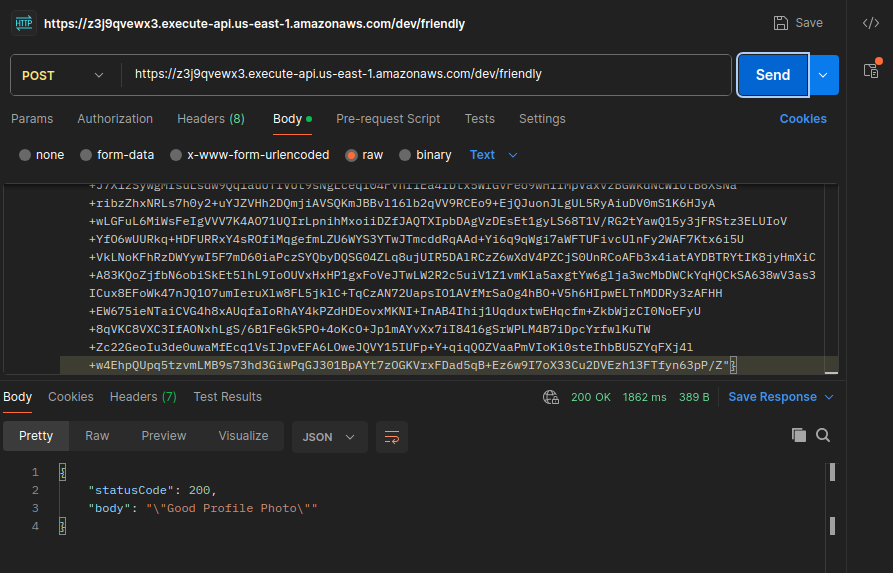 HTTP https://z3j9qvewx3.execute-api.us-east-1.amazonaws.com/dev/friendly Save </>
POST https://z3j9qvewx3.execute-api.us-east-1.amazonaws.com/dev/friendly Send
Params Authorization Headers (8) Body Pre-request Script Tests Settings Cookies
none form-data x-www-form-urlencoded raw binary Text
+ribzZhxNRLs7h0y2+uYJZVHh2DQmjiAVSQKmJBBvl16lb2qVV9RCEo9+EjQJuonJLgUL5RyAiuDV0mS1K6HJyA
+wLGFuL6MiWsFeIgVVV7K4AO71UQIrLpnihMxoiiDZfJAQTXIpbDAgVzDEsEt1gyLS68T1V/RG2tYawQ15y3jFRStz3ELUIoV
+YfO6wUURkq+HDFURRxY4sROfiMqgefmLZU6WYS3YTwJTmcddRqAAd+Yi6q9qWgi7aWFTUFivcUlnFy2WAF7Ktx6i5U
+VkLNoKFhRzDWYywI5F7mD60iaPczSYQbyDQSG04ZLq8ujUIR5DAlRCzZ6wXdV4PZCjS0UnRCoAFb3x4iatAYDBTRYtIK8jyHmXiC
+A83KQoZjfbN6obiSkEt5lhL9IoOUVxHxHP1gxFoVeJTwLW2R2c5uiV1Z1vmKla5axgtYw6glja3wcMbDWCkYqHQCkSA638wV3as3
ICux8EFoWk47nJQ1O7umIeruXlw8FL5jklC+TqCzAN72UapsIO1AVfMrSaOg4hBO+V5h6HIpwELTnMDDRy3zAFHH
+EW675ieNTaiCVG4h8xAUqfaIoRhAY4kPZdHDEovxMKNI+InAB4Ihij1UqduxtwEHqcfm+ZkbWjzCI0NoEFyU
+8qVKC8VXC3IfAONxhLgS/6B1FeGk5PO+4oKcO+Jp1mAYvXx7iI8416gSrWPLM4B7iDpcYrfwlKuTW
+Zc22GeoIu3de0uwaMfEcq1VsIJpvEFA6LOweJQVY15IUFp+Y+qiqQOZVaaPmVIoKi0steIhbBU5ZYqFXj4l
+w4EhpQUpq5tzvmLMB9s73hd3GiwPqGJ301BpAYt7zOGKVrxFDad5qB+Ez6w9I7oX33Cu2DVEzh13FTfyn63pP/Z"}
Body Cookies Headers (7) Test Results 200 OK 1862 ms 389 B Save Response
Pretty Raw Preview Visualize JSON
1 {
2 "statusCode": 200,
3 "body": "\"Good Profile Photo\""
4 }